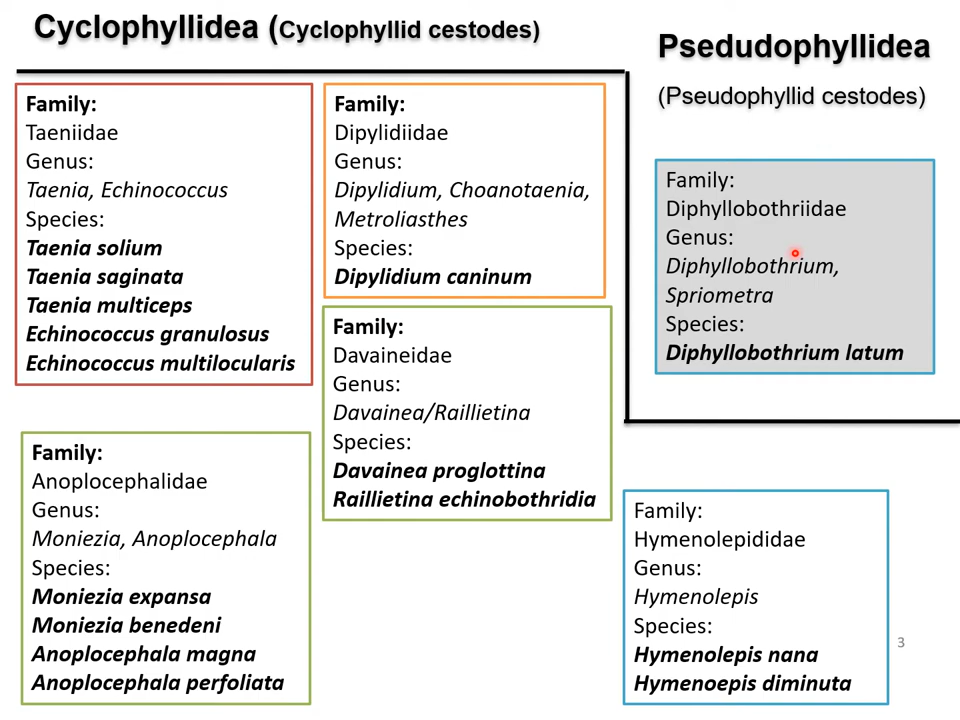 Cyclophyllidea (Cyclophyllid cestodes)
Psedudophyllidea
(Pseudophyllid cestodes)
Family:
Taeniidae
Genus:
Taenia, Echinococcus
Species:
Taenia solium
Taenia saginata
Taenia multiceps
Echinococcus granulosus
Echinococcus multilocularis
Family:
Dipylidiidae
Genus:
Dipylidium, Choanotaenia,
Metroliasthes
Species:
Dipylidium caninum
Family:
Diphyllobothriidae
Genus:
Diphyllobothrium,
Spriometra
Species:
Diphyllobothrium latum
Family:
Davaineidae
Genus:
Davainea/Raillietina
Species:
Davainea proglottina
Raillietina echinobothridia
Family:
Anoplocephalidae
Genus:
Moniezia, Anoplocephala
Species:
Moniezia expansa
Moniezia benedeni
Anoplocephala magna
Anoplocephala perfoliata
Family:
Hymenolepididae
Genus:
Hymenolepis
Species:
Hymenolepis nana
Hymenoepis diminuta
3